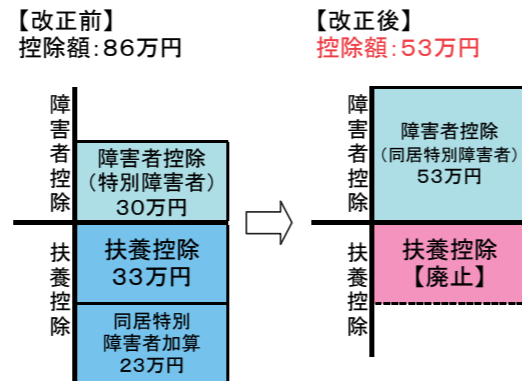 【改正前】
控除額:86万円
障害者控除
障害者控除
(特別障害者)
30万円
扶養控除
扶養控除
33万円
同居特別
障害者加算
23万円
【改正後】
控除額:53万円
障害者控除
障害者控除
(同居特別障害者)
53万円
扶養控除
扶養控除
【廃止】